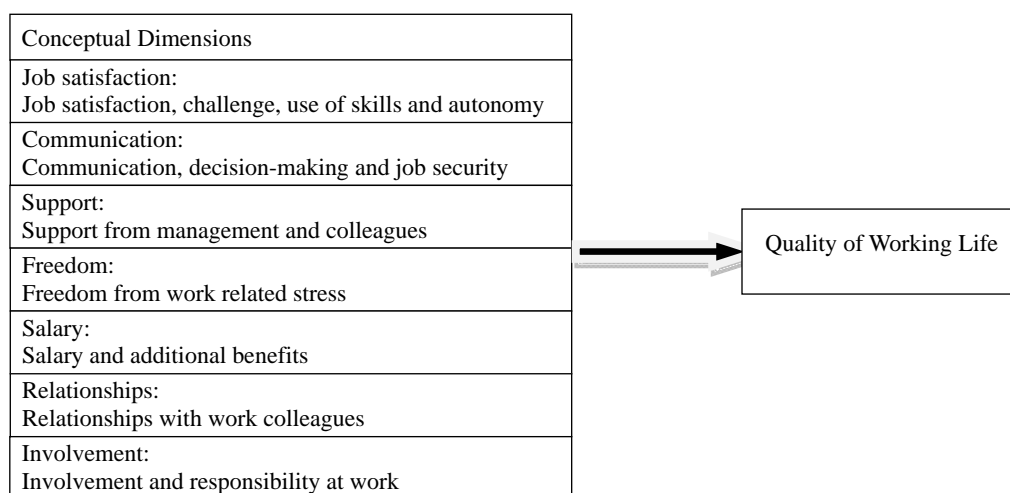 Conceptual Dimensions
Job satisfaction:
Job satisfaction, challenge, use of skills and autonomy
Communication:
Communication, decision-making and job security
Support:
Support from management and colleagues
Freedom:
Freedom from work related stress
Salary:
Salary and additional benefits
Relationships:
Relationships with work colleagues
Involvement:
Involvement and responsibility at work
Quality of Working Life